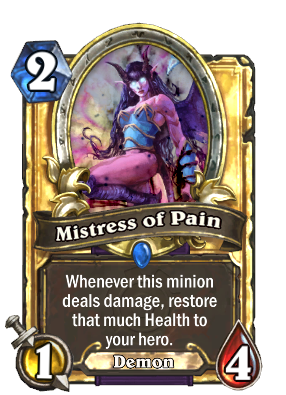 2
Mistress of Pain
Whenever this minion
deals damage, restore
that much Health to
your hero.
1
Demon
4